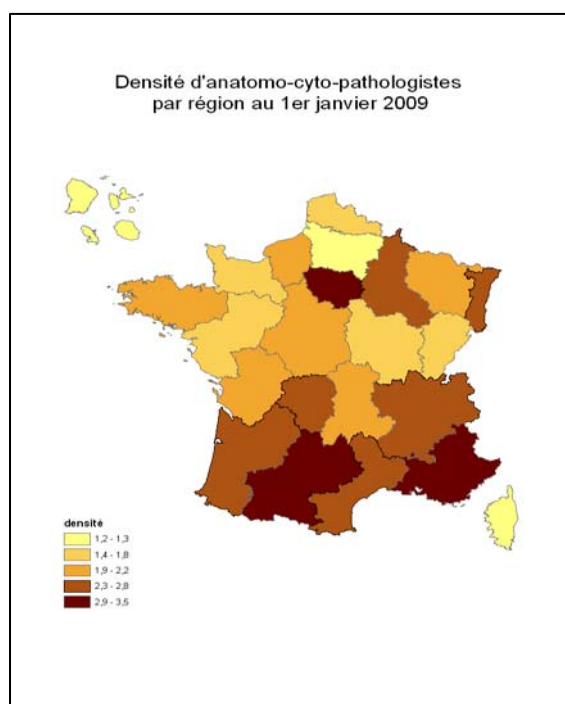 Densité d'anatomo-cyto-pathologistes
par région au 1er janvier 2009
densité
1,2 - 1,3
1,4 - 1,8
1,9 - 2,2
2,3 - 2,8
2,9 - 3,5